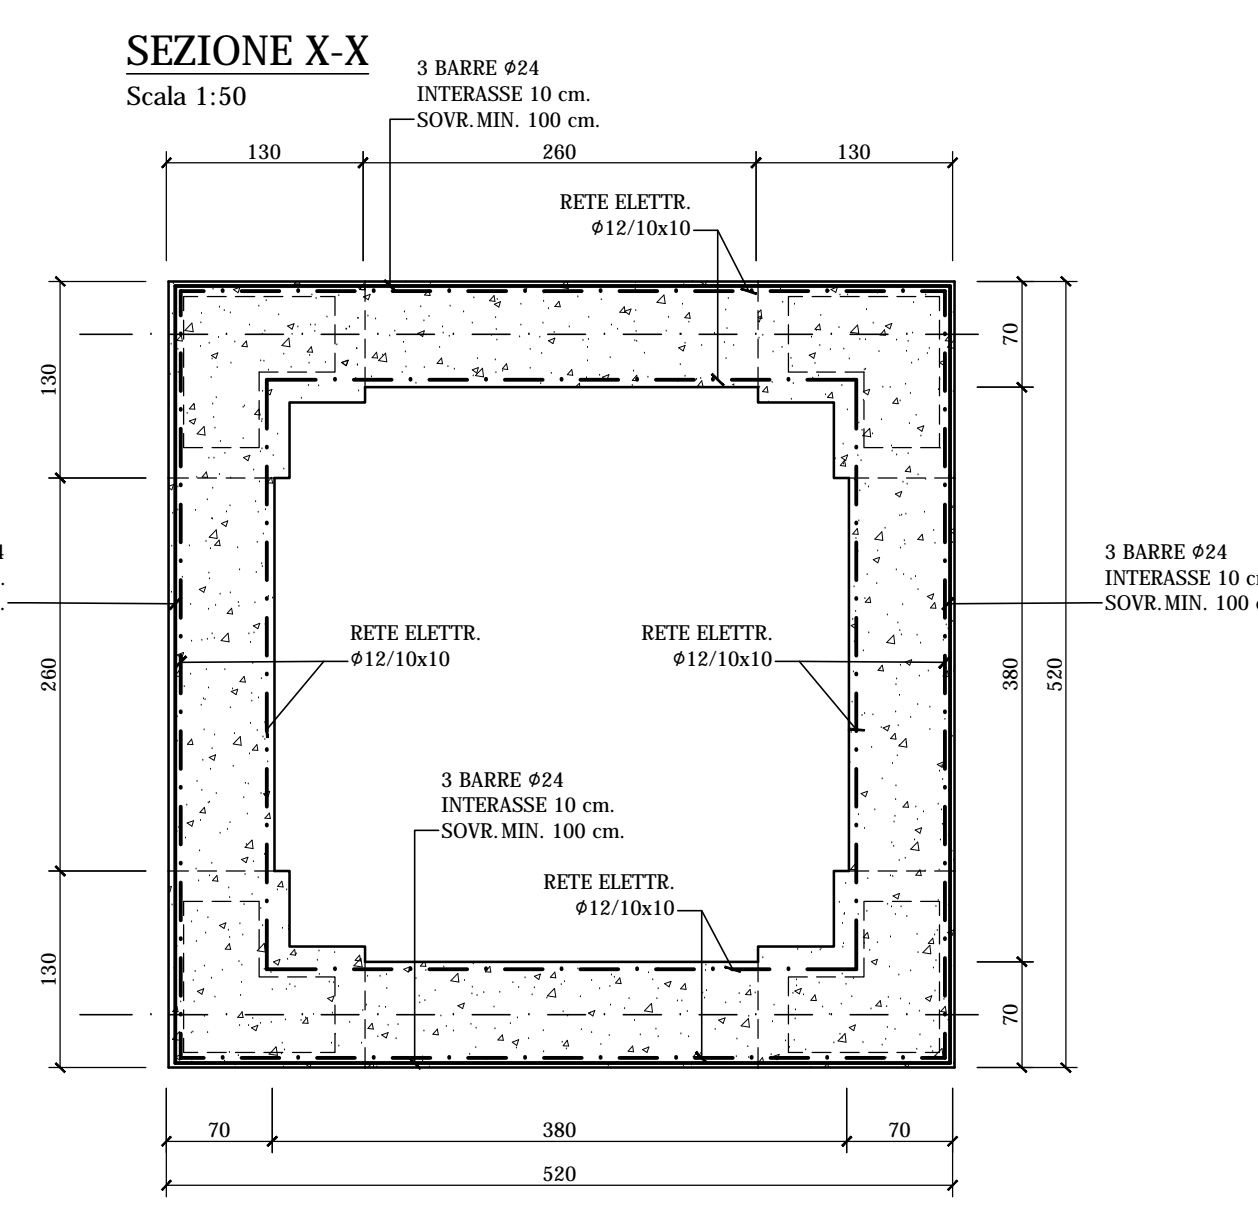 SEZIONE X-X
Scala 1:50
3 BARRE ϕ24
INTERASSE 10 cm.
SOVR.MIN. 100 cm.
130
260
130
RETE ELETTR.
ϕ12/10x10
130
260
130
70
380
70
520
3 BARRE ϕ24
INTERASSE 10
SOVR.MIN. 100
RETE ELETTR.
ϕ12/10x10
RETE ELETTR.
ϕ12/10x10
3 BARRE ϕ24
INTERASSE 10 cm.
SOVR.MIN. 100 cm.
RETE ELETTR.
ϕ12/10x10
70
380
70
520